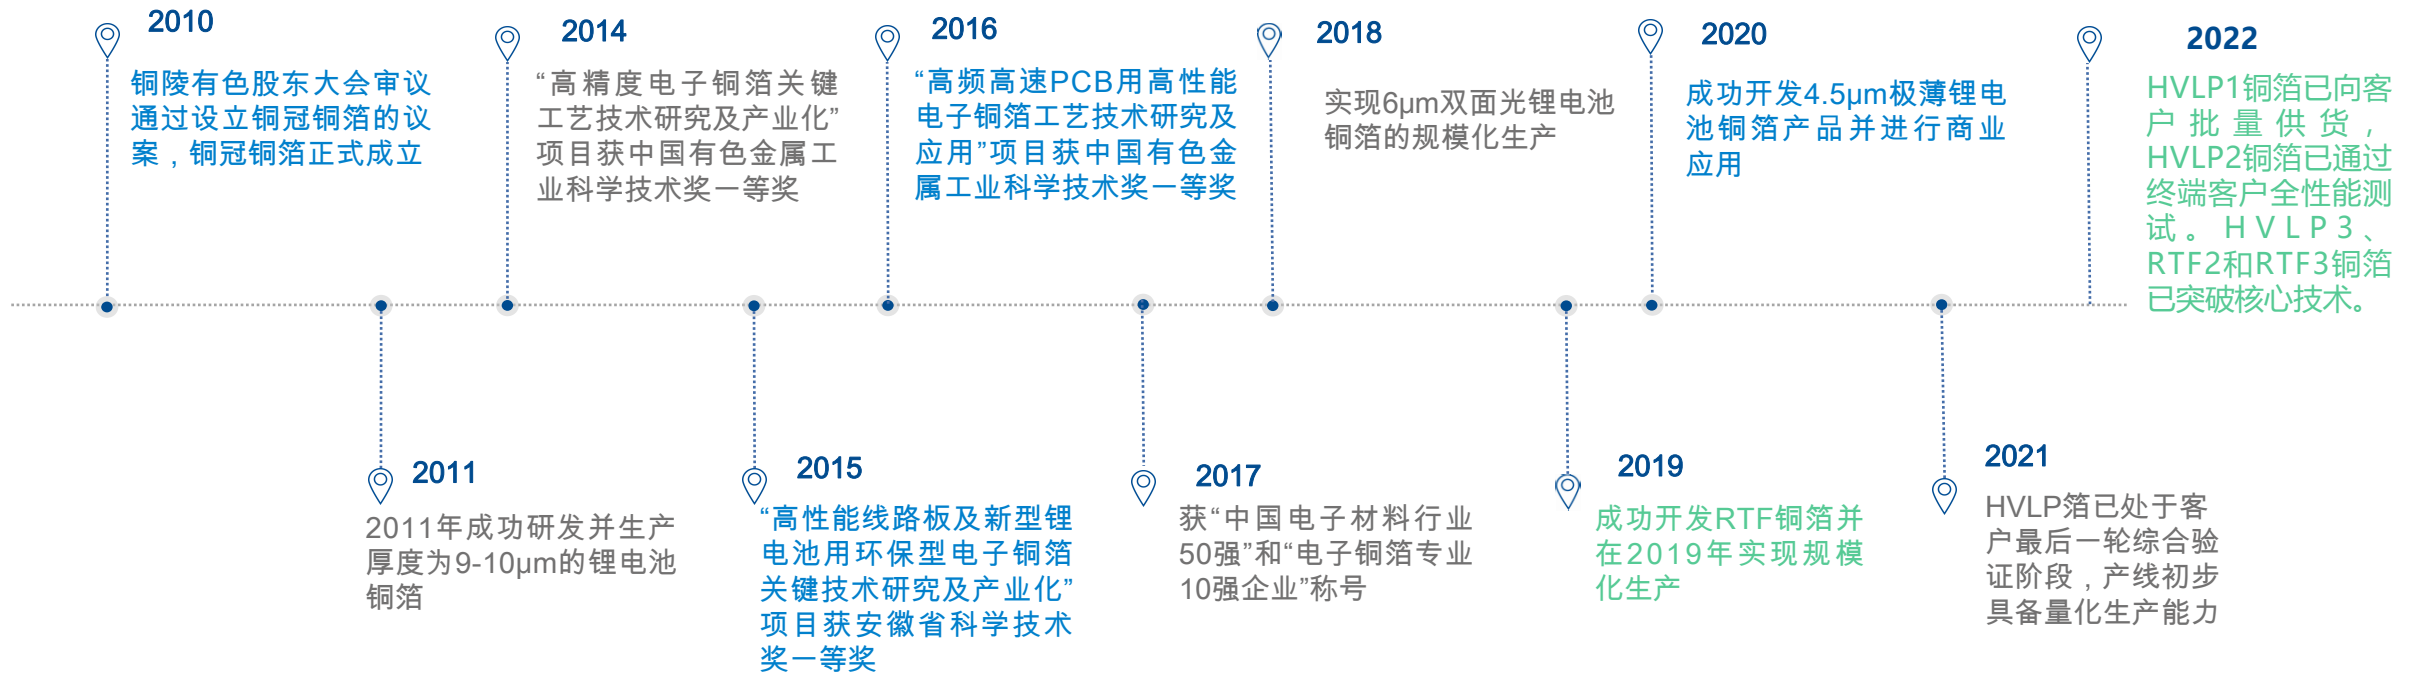 2010
铜陵有色股东大会审议
通过设立铜冠铜箔的议
案，铜冠铜箔正式成立
2011
2011年成功研发并生产
厚度为9-10μm的锂电池
铜箔
2014
“高精度电子铜箔关键
工艺技术研究及产业化”
项目获中国有色金属工
业科学技术奖一等奖
2015
“高性能线路板及新型锂
电池用环保型电子铜箔
关键技术研究及产业化”
项目获安徽省科学技术
奖一等奖
2016
“高频高速PCB用高性能
电子铜箔工艺技术研究及
应用”项目获中国有色金
属工业科学技术奖一等奖
2017
获“中国电子材料行业
50强”和“电子铜箔专业
10强企业”称号
2018
实现6μm双面光锂电池
铜箔的规模化生产
2019
成功开发RTF铜箔并
在2019年实现规模
化生产
2020
成功开发4.5μm极薄锂电
池铜箔产品并进行商业
应用
2021
HVLP箔已处于客
户最后一轮综合验
证阶段，产线初步
具备量化生产能力
2022
HVLP1铜箔已向客
户批量供货，
HVLP2铜箔已通过
终端客户全性能测
试。HVLP3、
RTF2和RTF3铜箔
已突破核心技术。